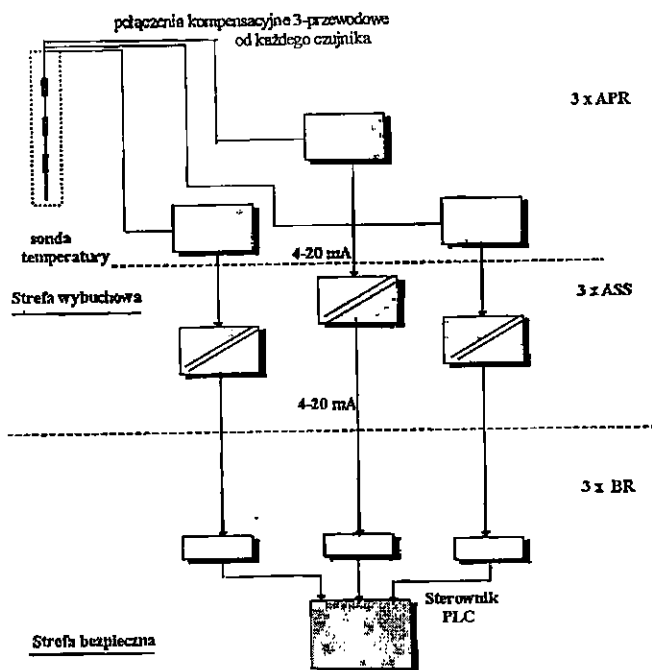 połączenia kompensacyjne 3-przewodowe
od każdego czujnika
3 x APR
sonda
temperatury
4-20 mA
Strefa wybuchowa
3 x ASS
4-20 mA
3 x BR
Sterownik
PLC
Strefa bezpieczna